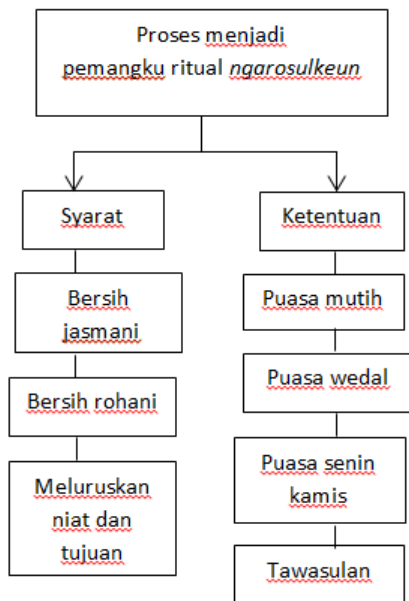 Proses menjadi
pemangku ritual ngarosulkeun
Syarat
Bersih
jasmani
Bersih rohani
Meluruskan
niat dan
tujuan
Ketentuan
Puasa mutih
Puasa wedal
Puasa senin
kamis
Tawasulan